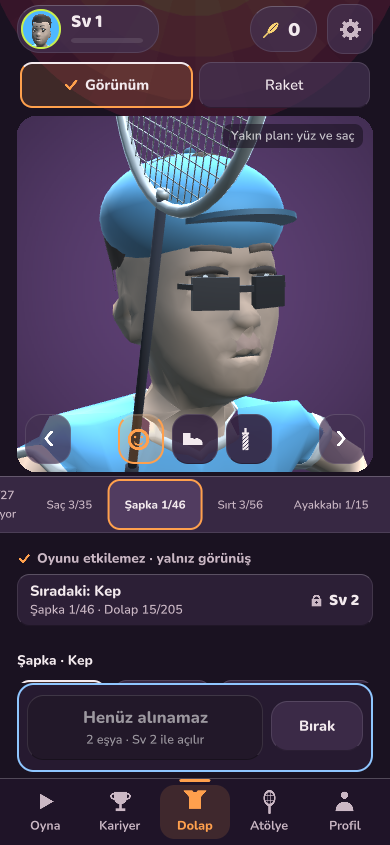 Sv 1
0
Görünüm
Raket
Yakın plan: yüz ve saç
27
yor
Saç 3/35
Şapka 1/46
Sırt 3/56
Ayakkabı 1/15
Oyunu etkilemez · yalnız görünüş
Sıradaki: Kep
Şapka 1/46 · Dolap 15/205
Sv 2
Şapka · Kep
Henüz alınamaz
2 eşya · Sv 2 ile açılır
Bırak
Oyna
Kariyer
Dolap
Atölye
Profil